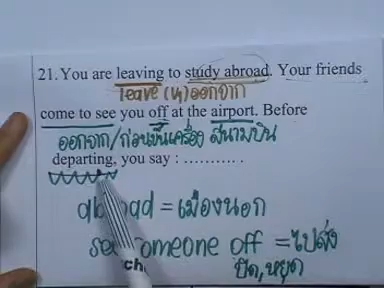 21. You are leaving to study abroad. Your friends
leave (v) ออกจาก
come to see you off at the airport. Before
ออกจาก/ก่อนขึ้นเครื่อง สนามบิน
departing, you say : ..........
= เมืองนอก
someone off = ไปส่ง
ปิด, หยุด